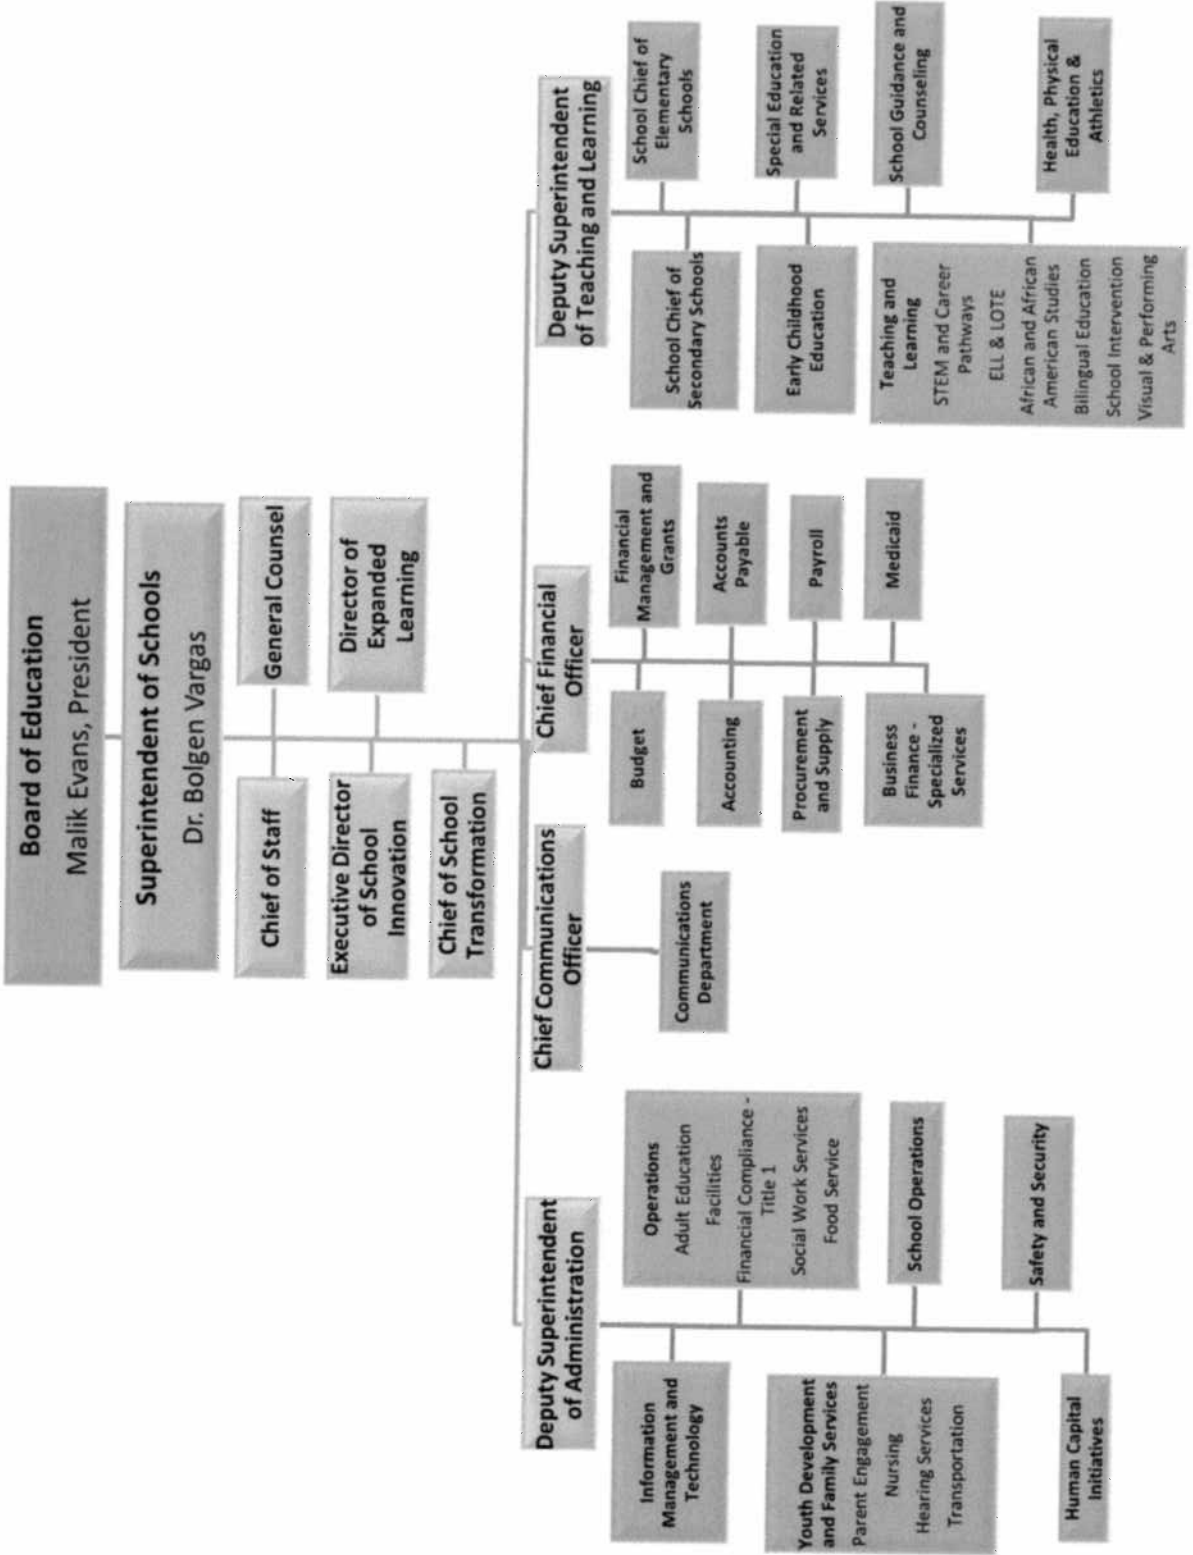 Board of Education
Malik Evans, President
Superintendent of Schools
Dr. Bolgen Vargas
Chief of Staff
General Counsel
Executive Director
of School
Innovation
Director of
Expanded
Learning
Chief of School
Transformation
Deputy Superintendent
of Administration
Information
Management and
Technology
Operations
Adult Education
Facilities
Financial Compliance -
Title 1
Social Work Services
Food Service
Youth Development
and Family Services
Parent Engagement
Nursing
Hearing Services
Transportation
School Operations
Human Capital
Initiatives
Safety and Security
Chief Communications
Officer
Communications
Department
Chief Financial
Officer
Budget
Financial
Management and
Grants
Accounting
Accounts
Payable
Procurement
and Supply
Payroll
Business
Finance -
Specialized
Services
Medicaid
Deputy Superintendent
of Teaching and Learning
School Chief of
Secondary Schools
School Chief of
Elementary
Schools
Early Childhood
Education
Special Education
and Related
Services
Teaching and
Learning
STEM and Career
Pathways
ELL & LOTE
African and African
American Studies
Bilingual Education
School Intervention
Visual & Performing
Arts
School Guidance and
Counseling
Health, Physical
Education &
Athletics